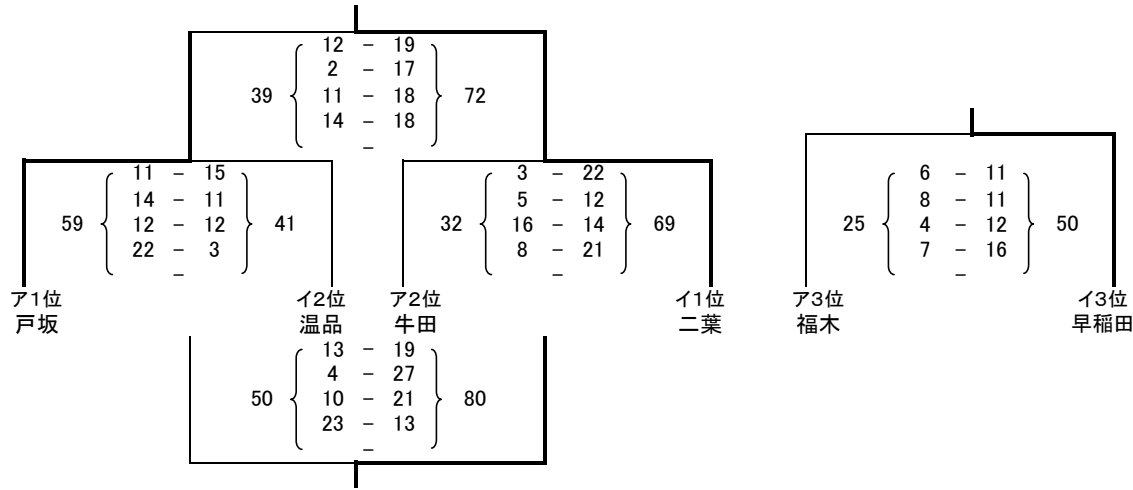 12 － 19
2 － 17
39 11 － 18 72
14 － 18
－
11 － 15
14 － 11
59 12 － 12 41
22 － 3
－
3 － 22
5 － 12
32 16 － 14 69
8 － 21
－
6 － 11
8 － 11
25 4 － 12 50
7 － 16
－
ア1位 イ2位 ア2位 イ1位 ア3位 イ3位
戸坂 温品 牛田 二葉 福木 早稲田
13 － 19
4 － 27
50 10 － 21 80
23 － 13
－